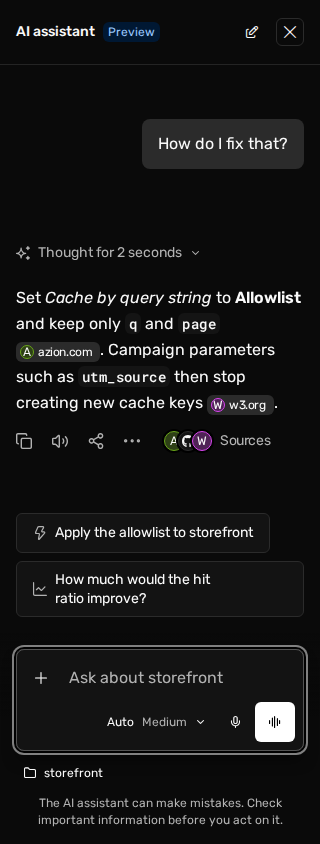 AI assistant Preview
How do I fix that?
Thought for 2 seconds
Set Cache by query string to Allowlist
and keep only q and page
A azion.com. Campaign parameters
such as utm_source then stop
creating new cache keys W w3.org.
A W Sources
Apply the allowlist to storefront
How much would the hit
ratio improve?
Ask about storefront
Auto Medium
storefront
The AI assistant can make mistakes. Check
important information before you act on it.